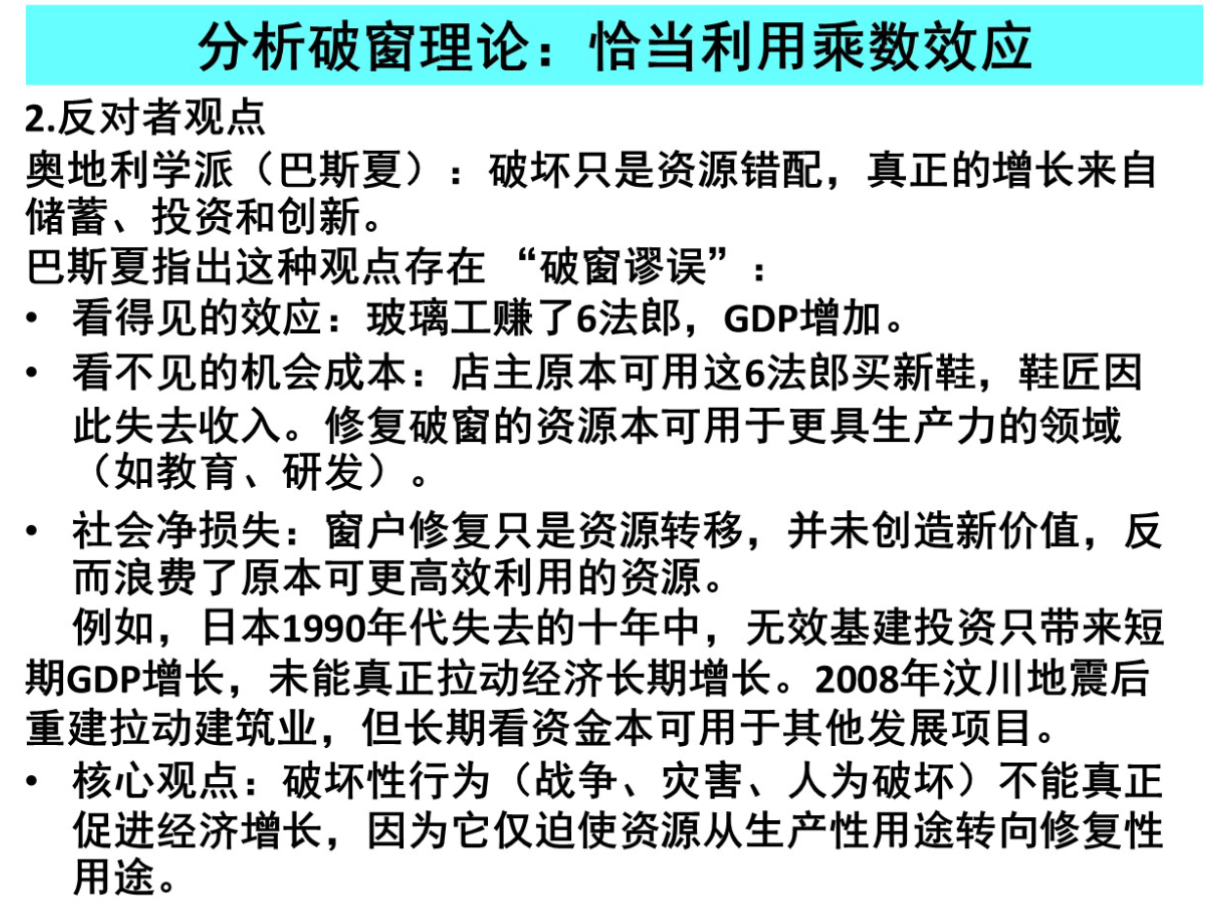 分析破窗理论：恰当利用乘数效应
2.反对者观点
奥地利学派（巴斯夏）：破坏只是资源错配，真正的增长来自
储蓄、投资和创新。
巴斯夏指出这种观点存在 “破窗谬误”：
• 看得见的效应：玻璃工赚了6法郎，GDP增加。
• 看不见的机会成本：店主原本可用这6法郎买新鞋，鞋匠因
此失去收入。修复破窗的资源本可用于更具生产力的领域
（如教育、研发）。
• 社会净损失：窗户修复只是资源转移，并未创造新价值，反
而浪费了原本可更高效利用的资源。
例如，日本1990年代失去的十年中，无效基建投资只带来短
期GDP增长，未能真正拉动经济长期增长。2008年汶川地震后
重建拉动建筑业，但长期看资金本可用于其他发展项目。
• 核心观点：破坏性行为（战争、灾害、人为破坏）不能真正
促进经济增长，因为它仅迫使资源从生产性用途转向修复性
用途。